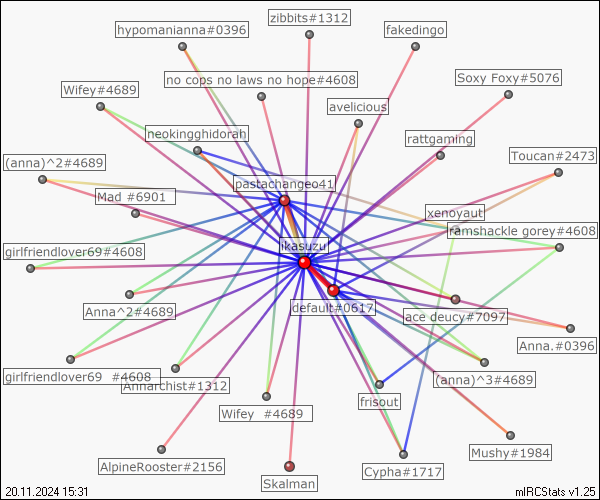 zibbits#1312
hypomanianna#0396
fakedingo
no cops no laws no hope#4608
Soxy Foxy#5076
Wifey#4689
avelicious
neokingghidorah
rattgaming
(anna)^2#4689
Toucan#2473
pastachangeo41
Mad #6901
xenoyaut
ramshackle gorey#4608
ikasuzu
girlfriendlover69#4608
default#0617
Anna^2#4689
ace deucy#7097
Anna.#0396
girlfriendlover69 #4608
(anna)^3#4689
Annarchist#1312
frisout
Wifey #4689
Mushy#1984
AlpineRooster#2156
Cypha#1717
Skalman
20.11.2024 15:31
mIRCStats v1.25